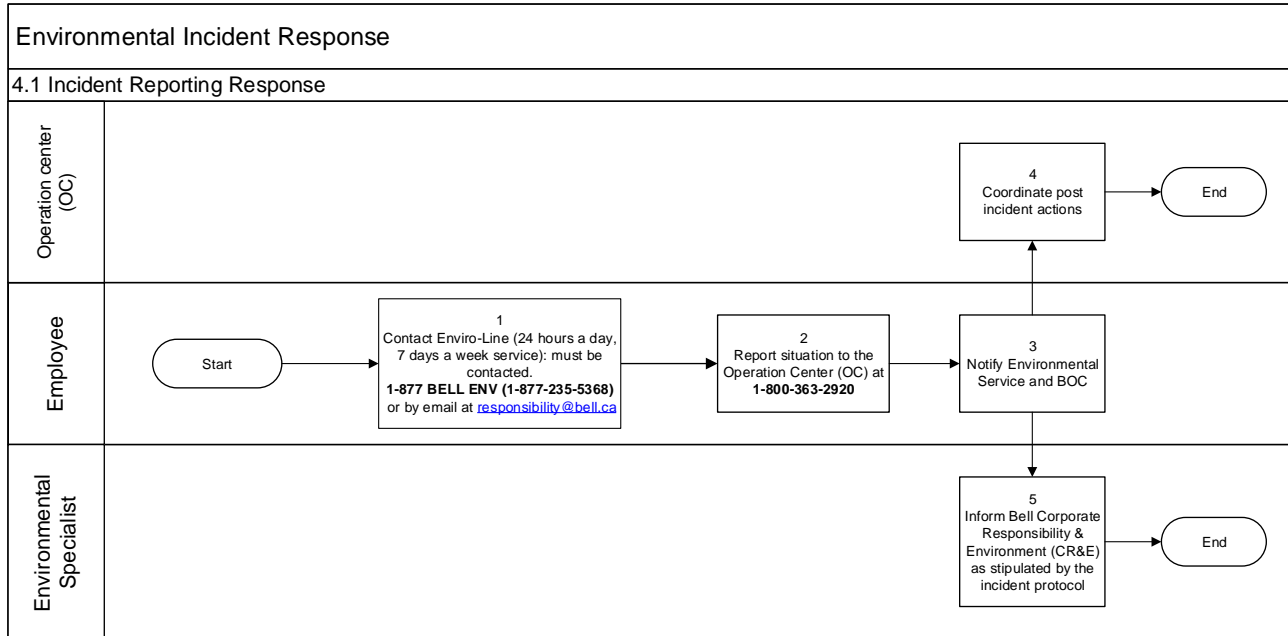 Environmental Incident Response
4.1 Incident Reporting Response
Operation center
(OC)
4
Coordinate post
incident actions
End
Employee
Start
1
Contact Enviro-Line (24 hours a day,
7 days a week service): must be
contacted.
1-877 BELL ENV (1-877-235-5368)
or by email at responsibility@bell.ca
2
Report situation to the
Operation Center (OC) at
1-800-363-2920
3
Notify Environmental
Service and BOC
Environmental
Specialist
5
Inform Bell Corporate
Responsibility &
Environment (CR&E)
as stipulated by the
incident protocol
End